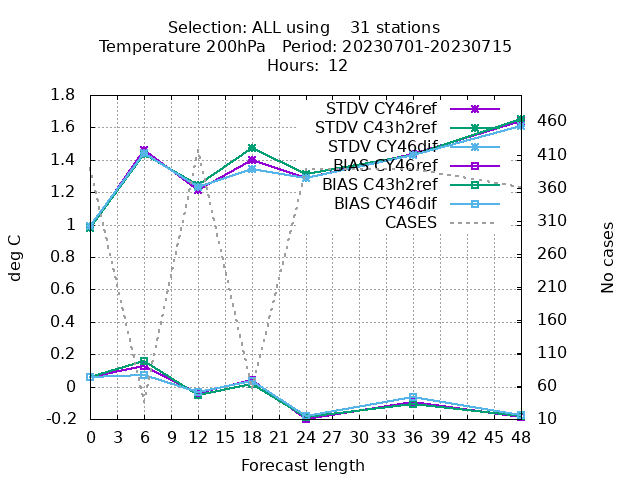 Selection: ALL using    31 stations
Temperature 200hPa   Period: 20230701-20230715
Hours: 12
1.8
1.6
1.4
1.2
1
0.8
0.6
0.4
0.2
0
-0.2
deg C
STDV CY46ref
STDV C43h2ref
STDV CY46dif
BIAS CY46ref
BIAS C43h2ref
BIAS CY46dif
CASES
460
410
360
310
260
210
160
110
60
10
No cases
0 3 6 9 12 15 18 21 24 27 30 33 36 39 42 45 48
Forecast length